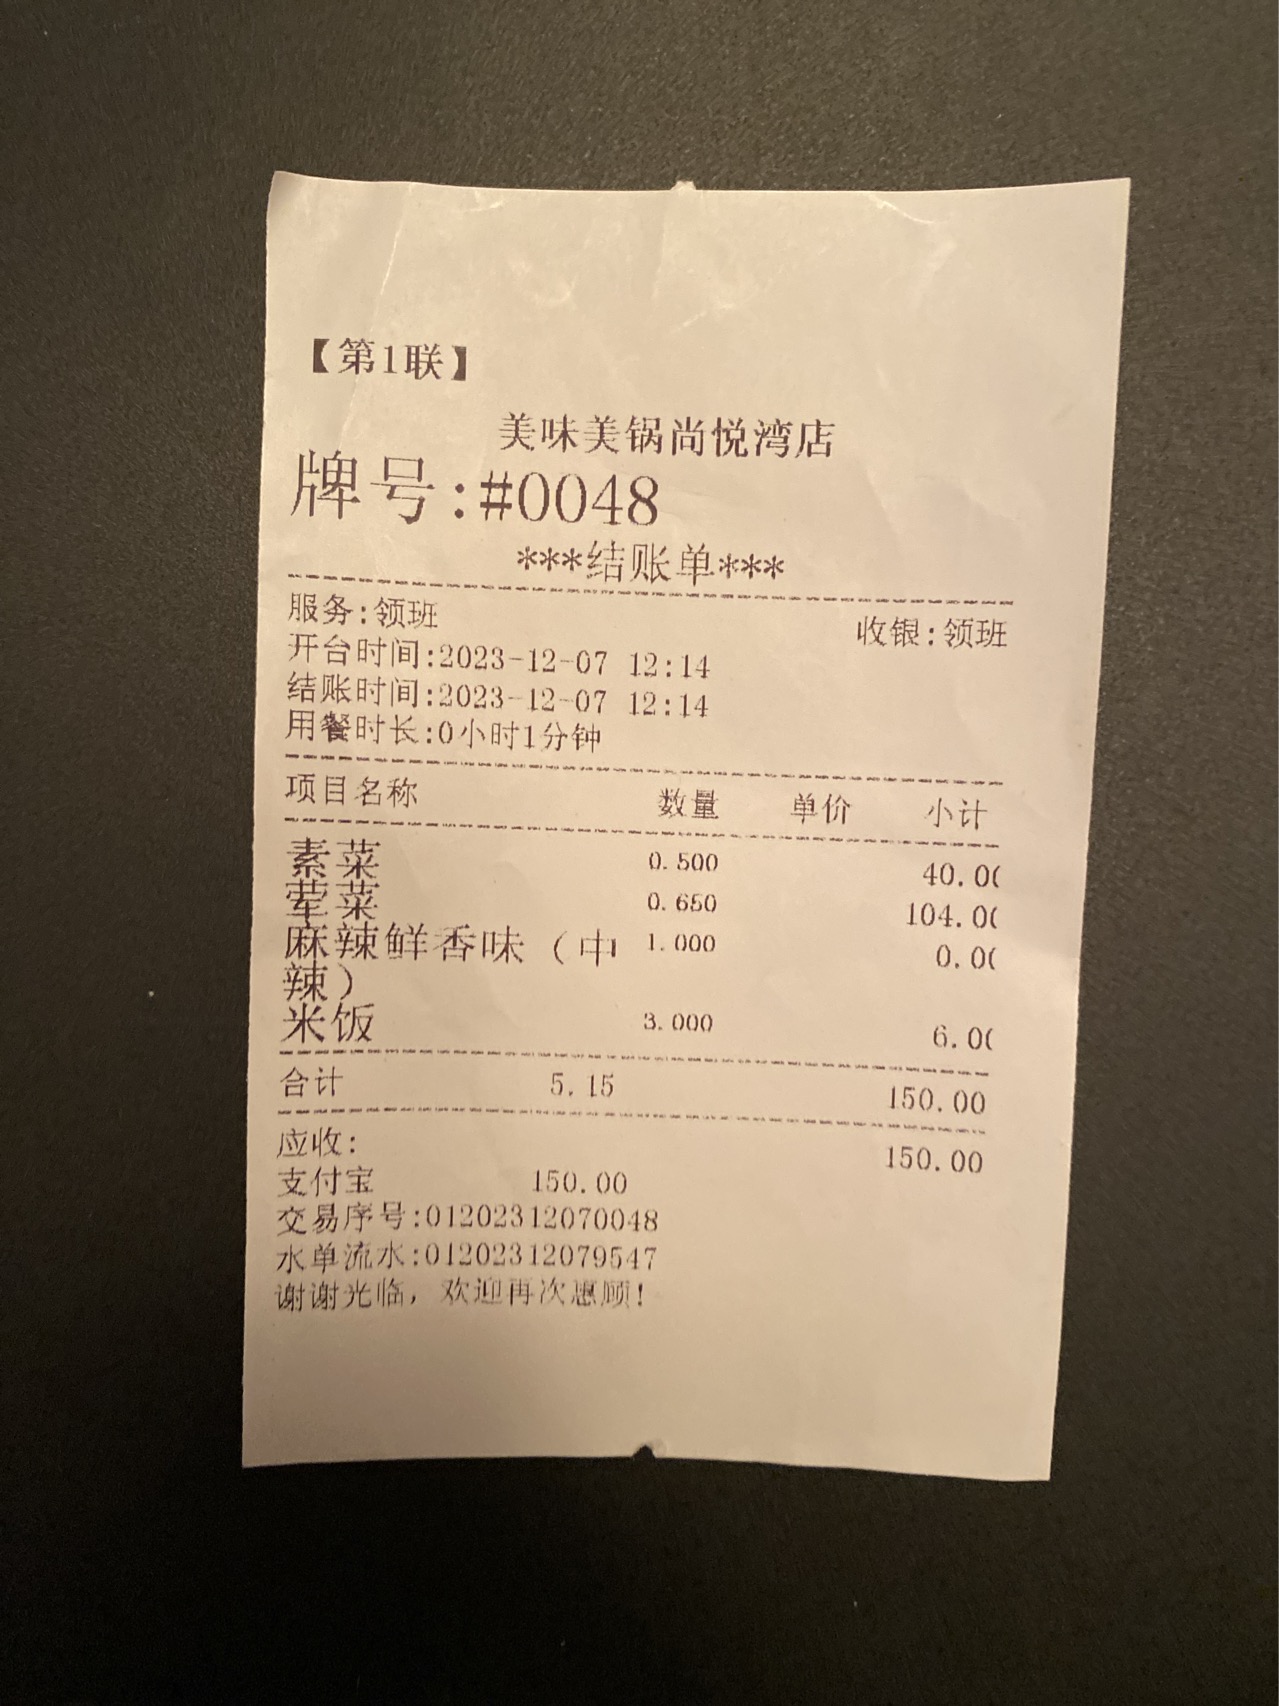 【第1联】
美味美锅尚悦湾店
牌号:#0048
***结账单***
服务:领班 收银:领班
开台时间:2023-12-07 12:14
结账时间:2023-12-07 12:14
用餐时长:0小时1分钟
项目名称 数量 单价 小计
素菜 0.500 40.0(
荤菜 0.650 104.0(
麻辣鲜香味（中 1.000 0.0(
辣）
米饭 3.000 6.0(
合计 5.15 150.00
应收: 150.00
支付宝 150.00
交易序号:01202312070048
水单流水:01202312079547
谢谢光临，欢迎再次惠顾!